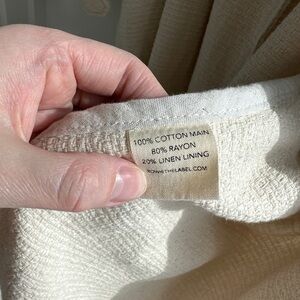 100% COTTON MAIN
80% RAYON
20% LINEN LINING